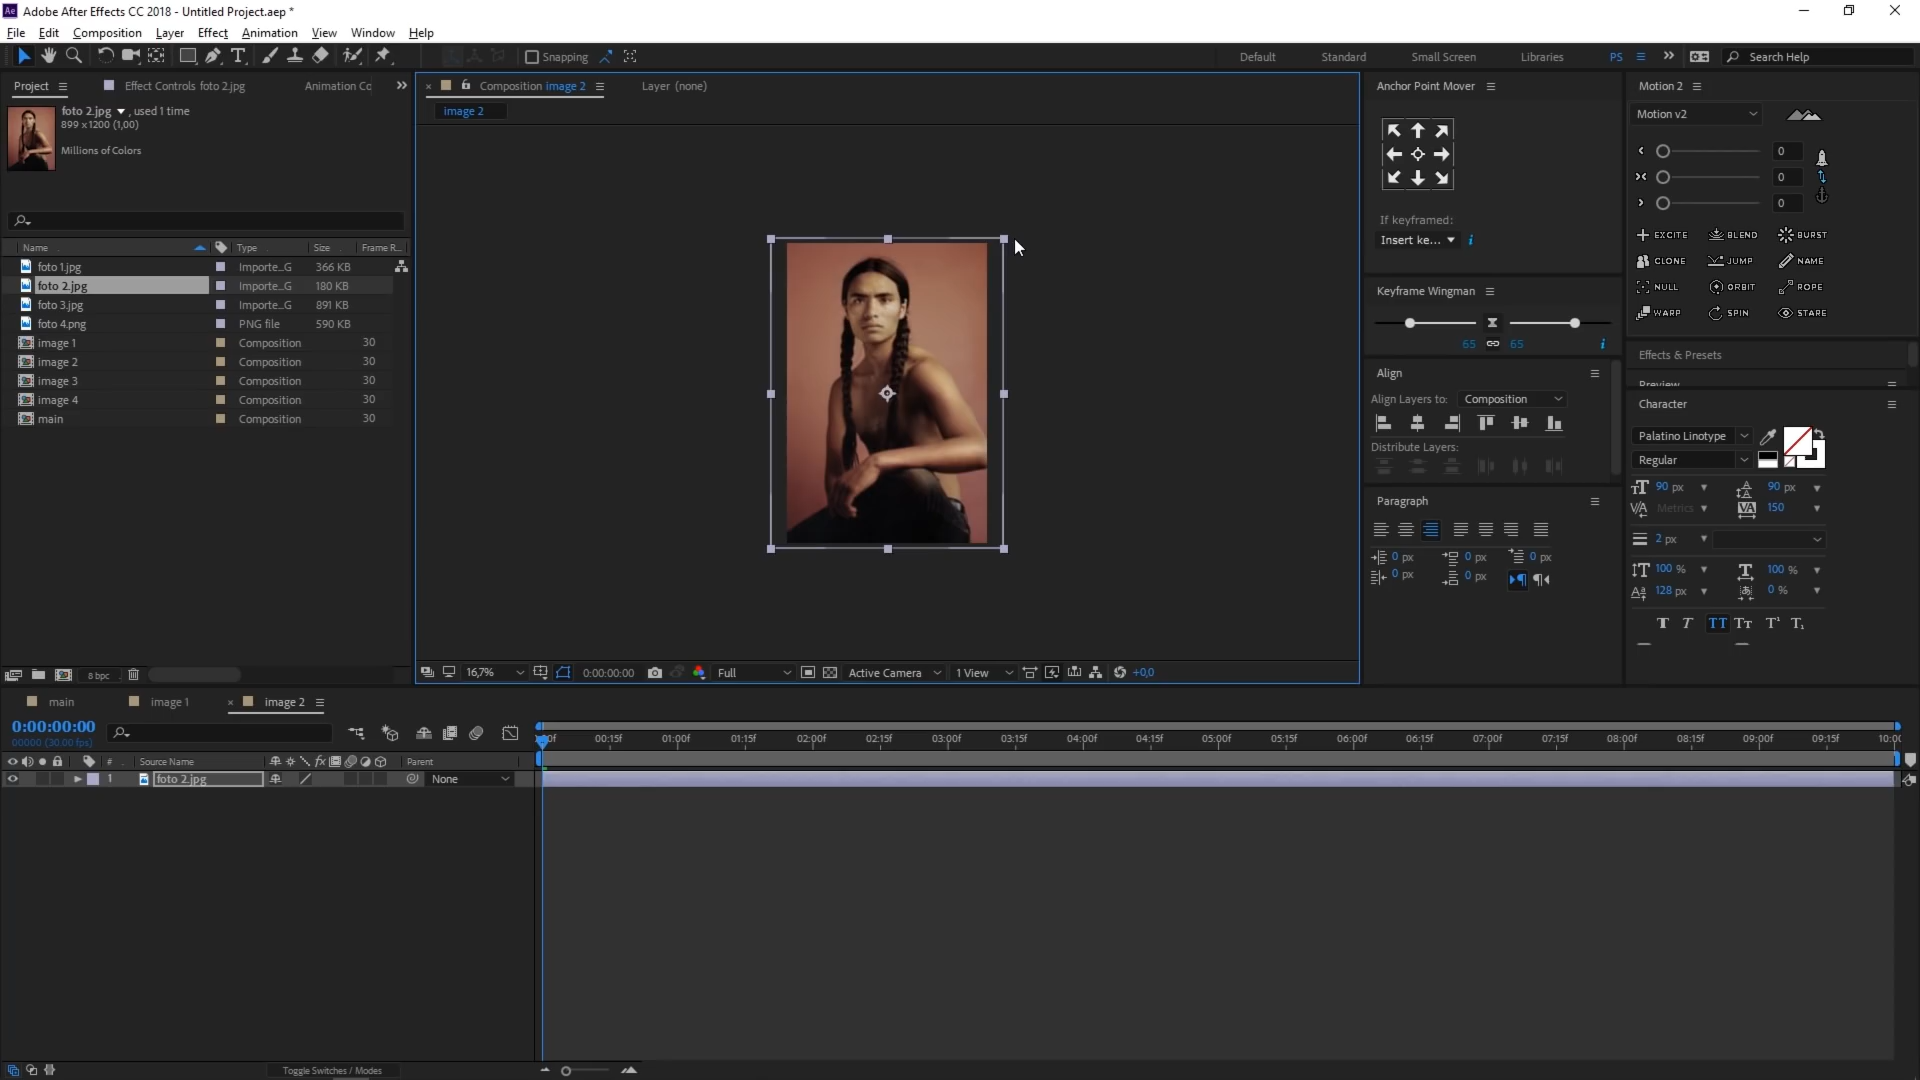 Adobe After Effects CC 2018 - Untitled Project.aep *
File Edit Composition Layer Effect Animation View Window Help
Snapping
Default Standard Small Screen Libraries PS Search Help
Project Effect Controls foto 2.jpg Animation Cc
foto 2.jpg , used 1 time
899 x 1200 (1,00)
Millions of Colors
Name Type Size Frame R...
foto 1.jpg Importe...G 366 KB
foto 2.jpg Importe...G 180 KB
foto 3.jpg Importe...G 891 KB
foto 4.png PNG file 590 KB
image 1 Composition 30
image 2 Composition 30
image 3 Composition 30
image 4 Composition 30
main Composition 30
8 bpc
Composition image 2 Layer (none)
image 2
16,7% 0:00:00:00 Full Active Camera 1 View +0,0
Anchor Point Mover
If keyframed:
Insert ke...
Keyframe Wingman
65 65
Align
Align Layers to: Composition
Distribute Layers:
Paragraph
0 px 0 px 0 px
0 px 0 px
Motion 2
Motion v2
0
0
0
EXCITE BLEND BURST
CLONE JUMP NAME
NULL ORBIT ROPE
WARP SPIN STARE
Effects & Presets
Preview
Character
Palatino Linotype
Regular
90 px 90 px
Metrics 150
2 px
100 % 100 %
128 px 0 %
main image 1 image 2
0:00:00:00
00000 (30.00 fps)
00:15f 01:00f 01:15f 02:00f 02:15f 03:00f 03:15f 04:00f 04:15f 05:00f 05:15f 06:00f 06:15f 07:00f 07:15f 08:00f 08:15f 09:00f 09:15f
# Source Name Parent
1 foto 2.jpg None
Toggle Switches / Modes